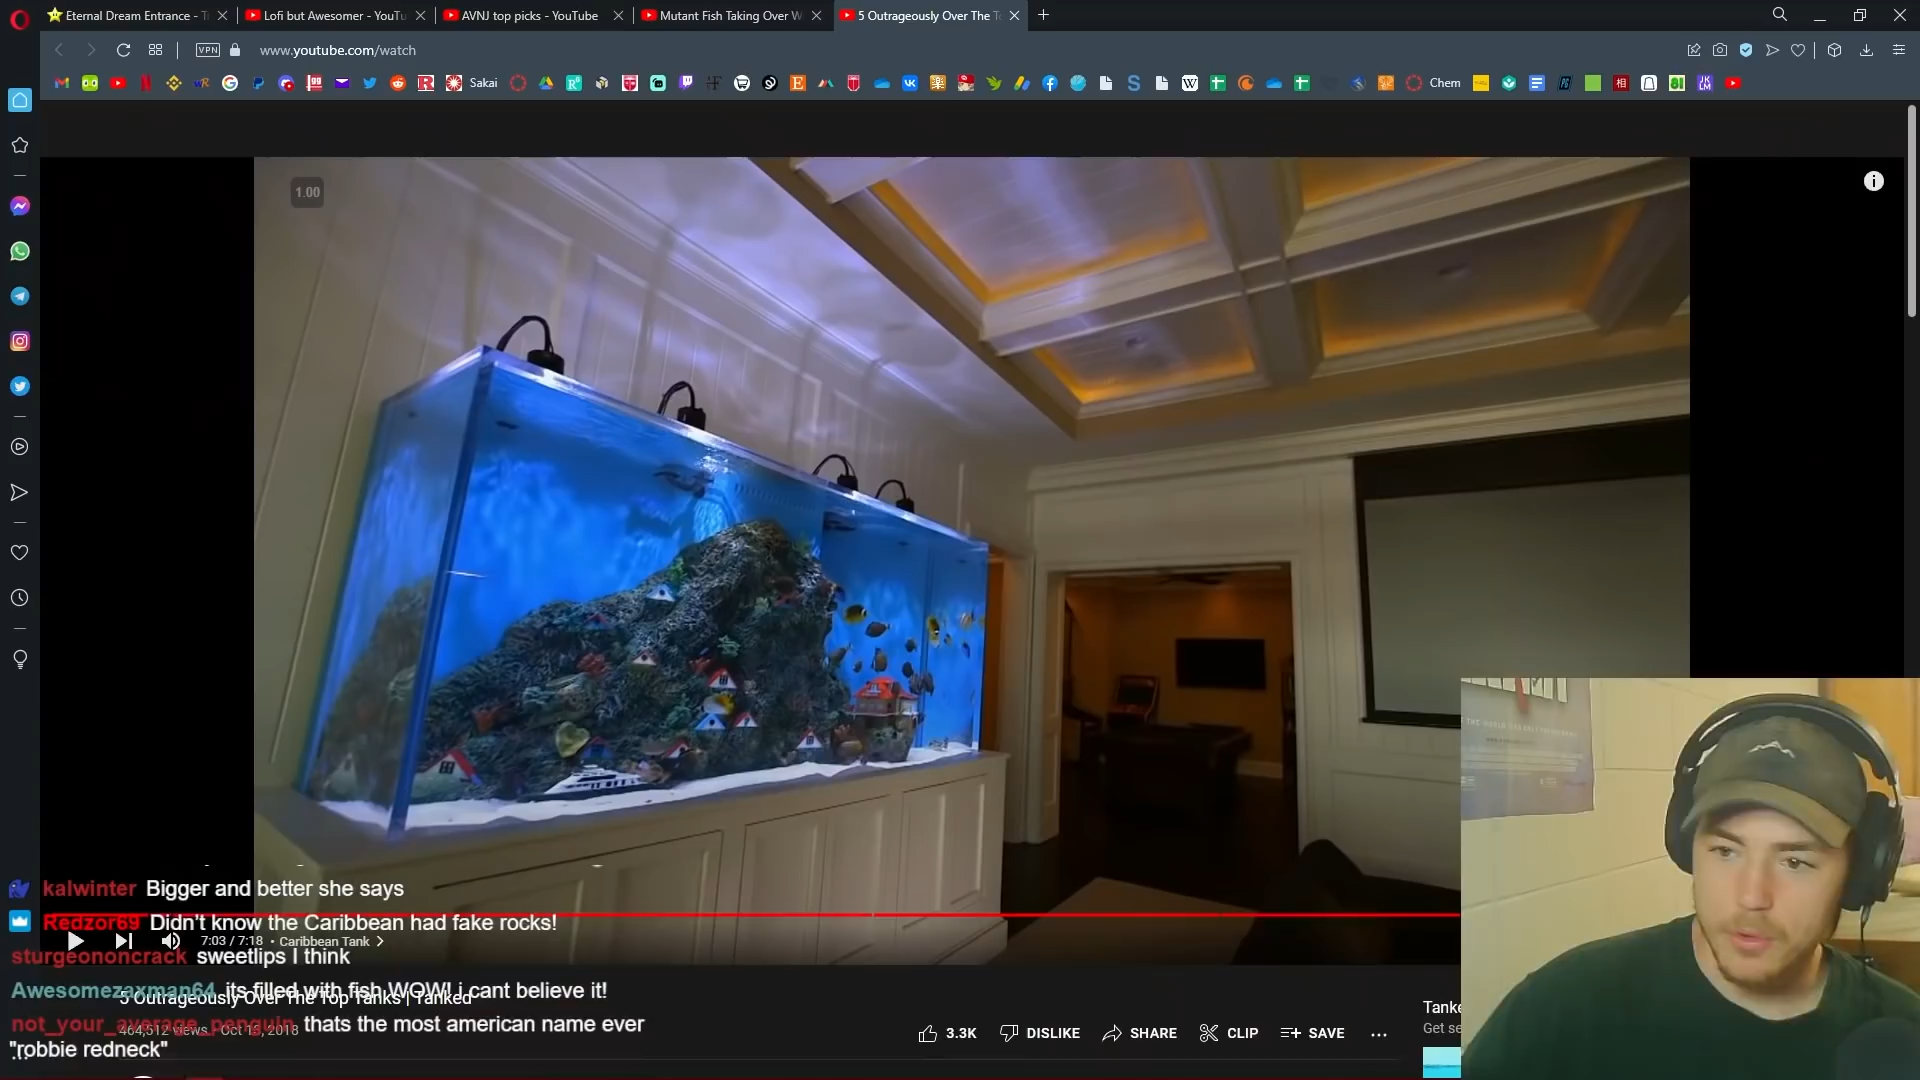 Eternal Dream Entrance - T
Lofi but Awesomer - YouTu
AVNJ top picks - YouTube
Mutant Fish Taking Over W
5 Outrageously Over The To
VPN
www.youtube.com/watch
Sakai
Chem
1.00
kalwinter Bigger and better she says
Redzor69 Didn't know the Caribbean had fake rocks!
7:03 / 7:18 • Caribbean Tank
sturgeononcrack sweetlips I think
Awesomezaxman64 its filled with fish WOW! i cant believe it!
5 Outrageously Over The Top Tanks | Tanked
not_your_average_penguin thats the most american name ever
464,512 views • Oct 13, 2018
"robbie redneck"
3.3K
DISLIKE
SHARE
CLIP
SAVE
Tanke
Get se